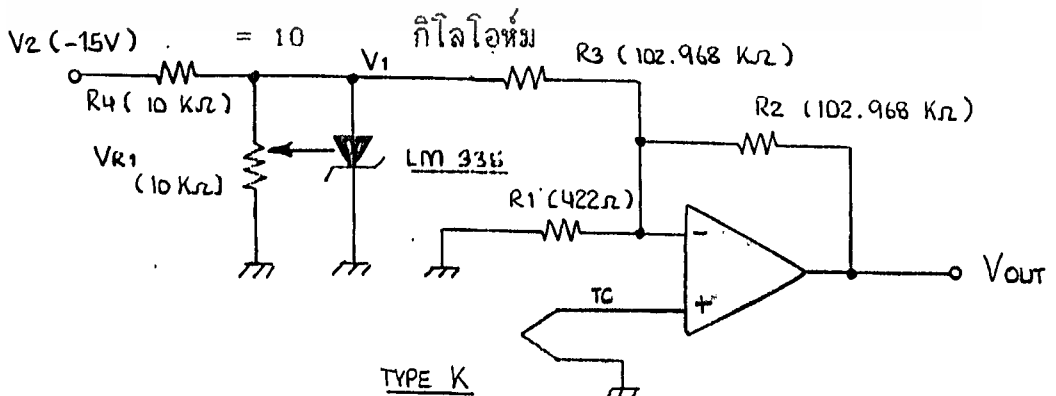 V2 (-15V) = 10 กิโลโอห์ม
V1
R3 (102.968 KΩ)
R4 ( 10 KΩ)
R2 (102.968 KΩ)
VR1
(10 KΩ)
LM 335
R1 (422Ω)
-
+
TC
VOUT
TYPE K